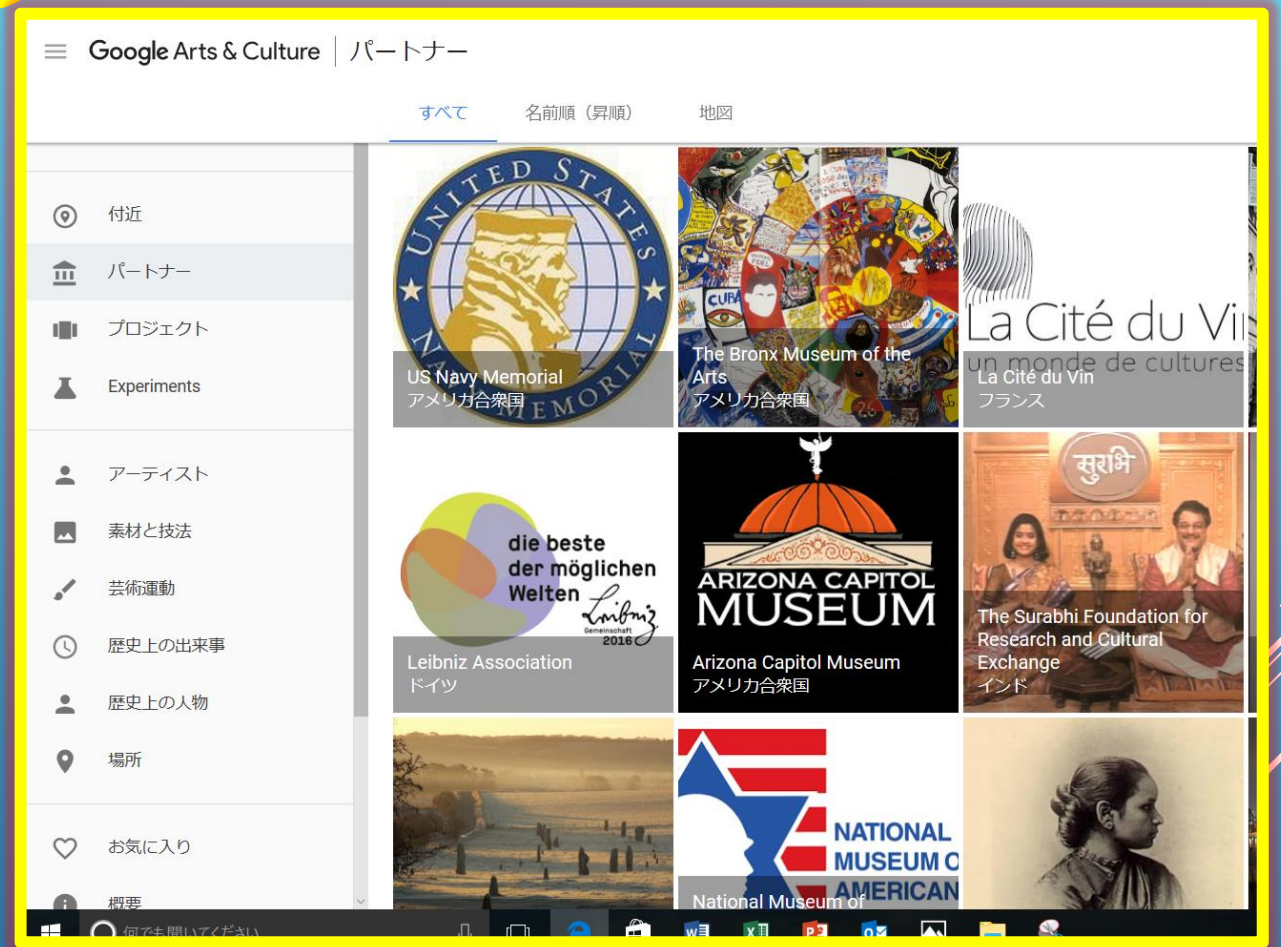 Google Arts & Culture | パートナー
すべて 名前順（昇順） 地図
付近
パートナー
プロジェクト
Experiments
アーティスト
素材と技法
芸術運動
歴史上の出来事
歴史上の人物
場所
お気に入り
概要
UNITED STATES
NAVY MEMORIAL
US Navy Memorial
アメリカ合衆国
CUBA
The Bronx Museum of the
Arts
アメリカ合衆国
26
La Cité du Vi
un monde de cultures
La Cité du Vin
フランス
die beste
der möglichen
Welten
Leibniz
Gemeinschaft
2016
Leibniz Association
ドイツ
ARIZONA CAPITOL
MUSEUM
Arizona Capitol Museum
アメリカ合衆国
सुरभि
The Surabhi Foundation for
Research and Cultural
Exchange
インド
NATIONAL
MUSEUM O
AMERICAN
National Museum of
何でも聞いてください